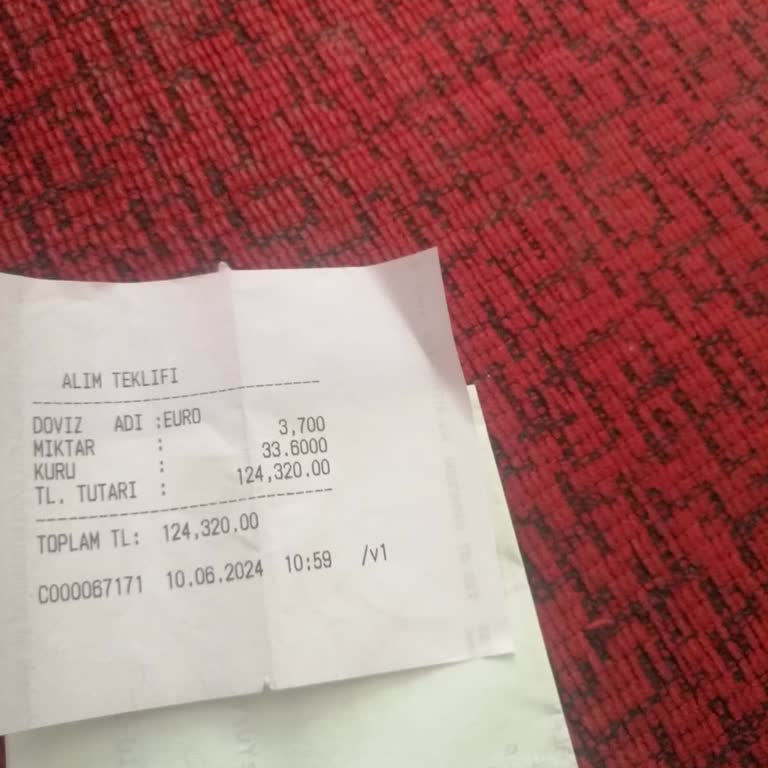 ALIM TEKLIFI
DOVIZ ADI :EURO
MIKTAR : 3,700
KURU : 33.6000
TL. TUTARI : 124,320.00
TOPLAM TL: 124,320.00
C000067171 10.06.2024 10:59 /v1